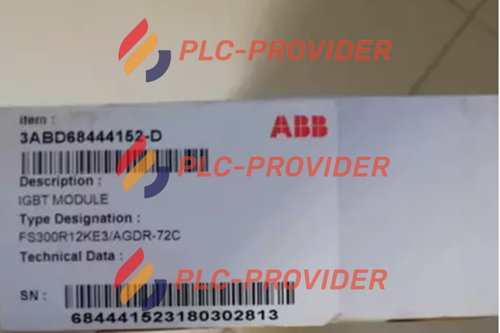 PLC-PROVIDER
Item :
3ABD68444152-D
ABB
PLC-PROVIDER
Description :
IGBT MODULE
Type Designation :
FS300R12KE3/AGDR-72C
Technical Data :
PLC-PROVIDER
SN :
684441523180302813